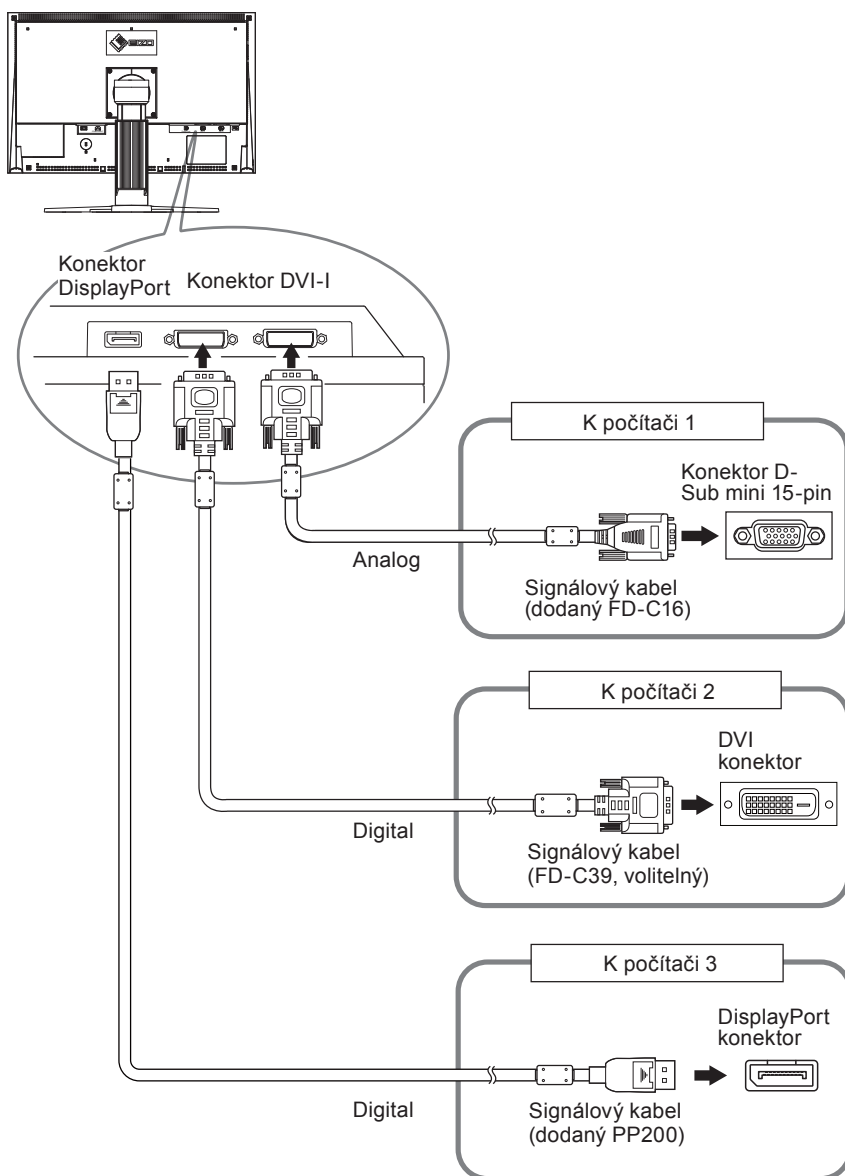 EIZO
Konektor
DisplayPort
Konektor DVI-I
K počítači 1
Konektor D-
Sub mini 15-pin
Analog
Signálový kabel
(dodaný FD-C16)
K počítači 2
DVI
konektor
Digital
Signálový kabel
(FD-C39, volitelný)
K počítači 3
DisplayPort
konektor
Digital
Signálový kabel
(dodaný PP200)